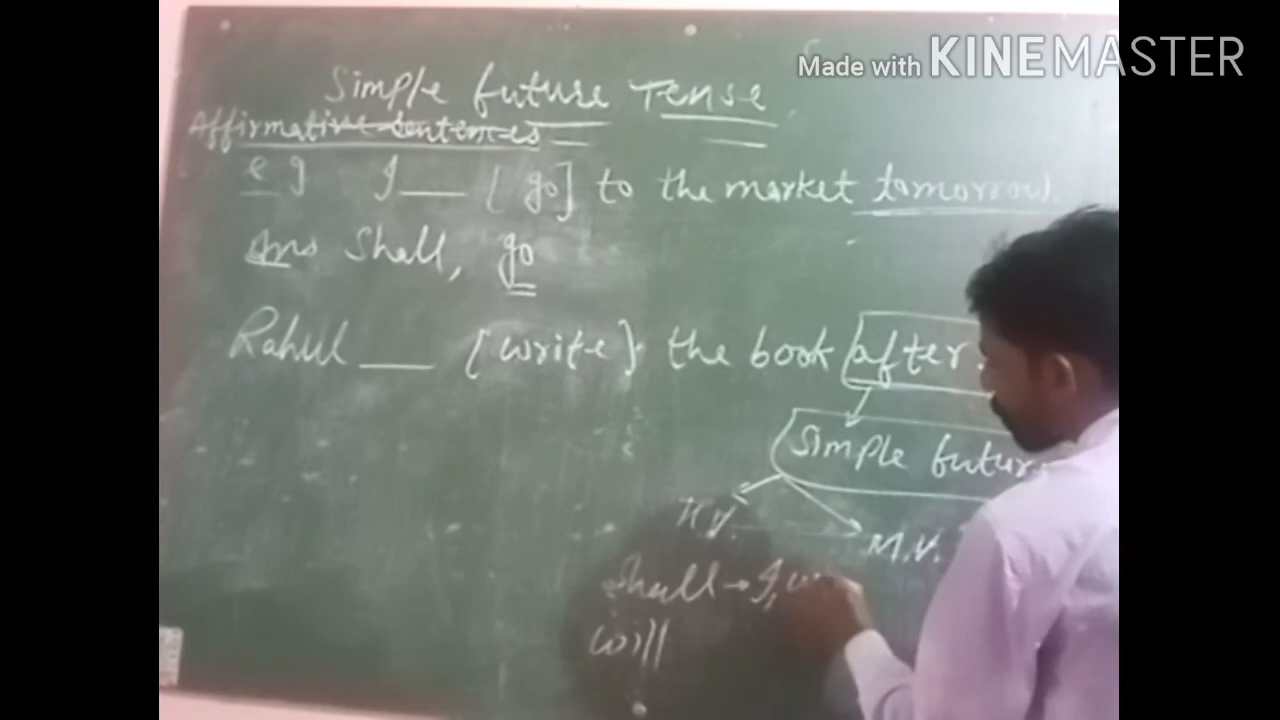 Made with KINEMASTER
Simple future Tense
Affirmative Sentences
e g I ___ [ go] to the market tomorrow.
Ans Shall, go
Rahul ___ [write] the book after
Simple futur
H.V. M.V.
Shall → I, w
will